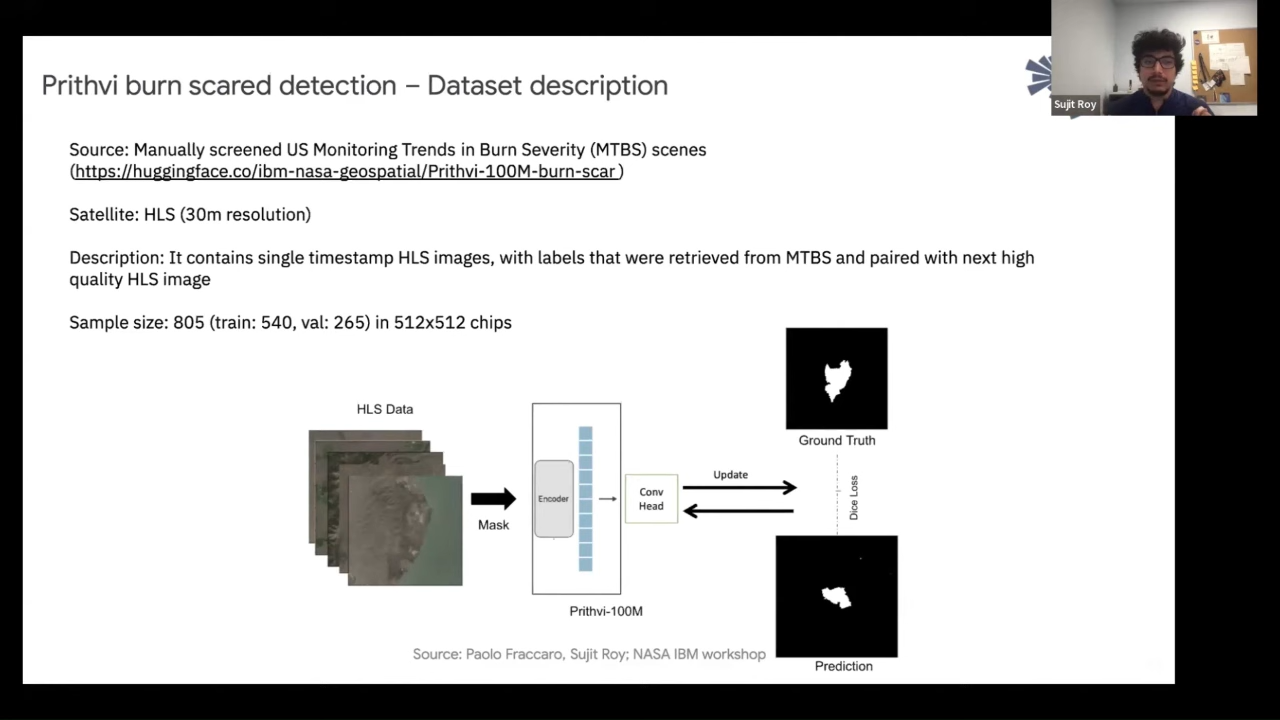 Prithvi burn scared detection – Dataset description
Sujit Roy
Source: Manually screened US Monitoring Trends in Burn Severity (MTBS) scenes
(https://huggingface.co/ibm-nasa-geospatial/Prithvi-100M-burn-scar )
Satellite: HLS (30m resolution)
Description: It contains single timestamp HLS images, with labels that were retrieved from MTBS and paired with next high
quality HLS image
Sample size: 805 (train: 540, val: 265) in 512x512 chips
HLS Data
Mask
Encoder
Prithvi-100M
Conv
Head
Update
Ground Truth
Dice Loss
Prediction
Source: Paolo Fraccaro, Sujit Roy; NASA IBM workshop